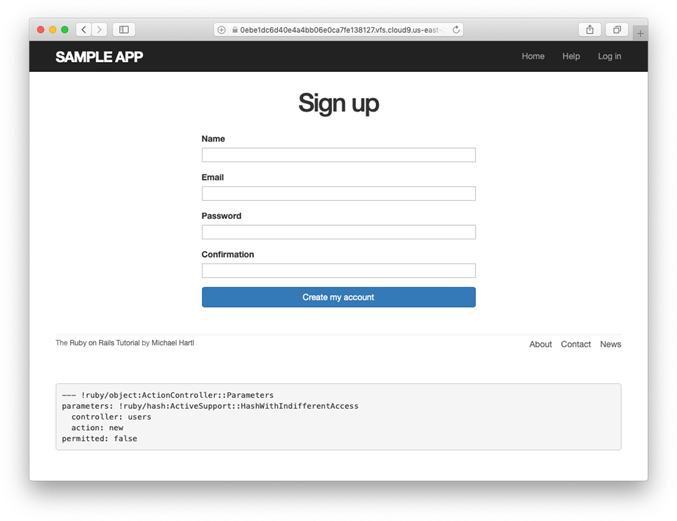 0ebe1dc6d40e4a4bb06e0ca7fe138127.vfs.cloud9.us-east-
SAMPLE APP
Home Help Log in
Sign up
Name
Email
Password
Confirmation
Create my account
The Ruby on Rails Tutorial by Michael Hartl
About Contact News
--- !ruby/object:ActionController::Parameters
parameters: !ruby/hash:ActiveSupport::HashWithIndifferentAccess
  controller: users
  action: new
permitted: false